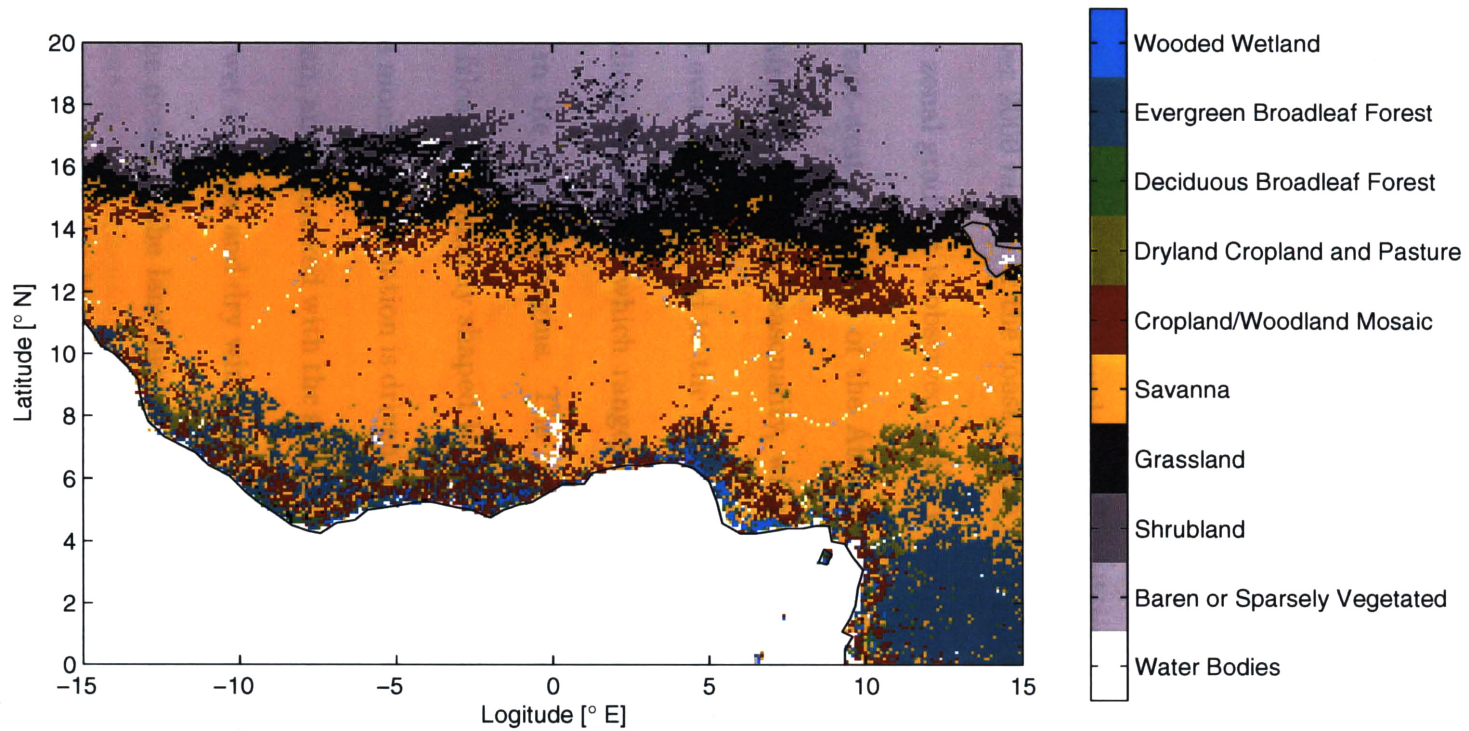 20
18
16
14
12
10
8
6
4
2
0
−15
−10
−5
0
5
10
15
Latitude [° N]
Logitude [° E]
Wooded Wetland
Evergreen Broadleaf Forest
Deciduous Broadleaf Forest
Dryland Cropland and Pasture
Cropland/Woodland Mosaic
Savanna
Grassland
Shrubland
Baren or Sparsely Vegetated
Water Bodies